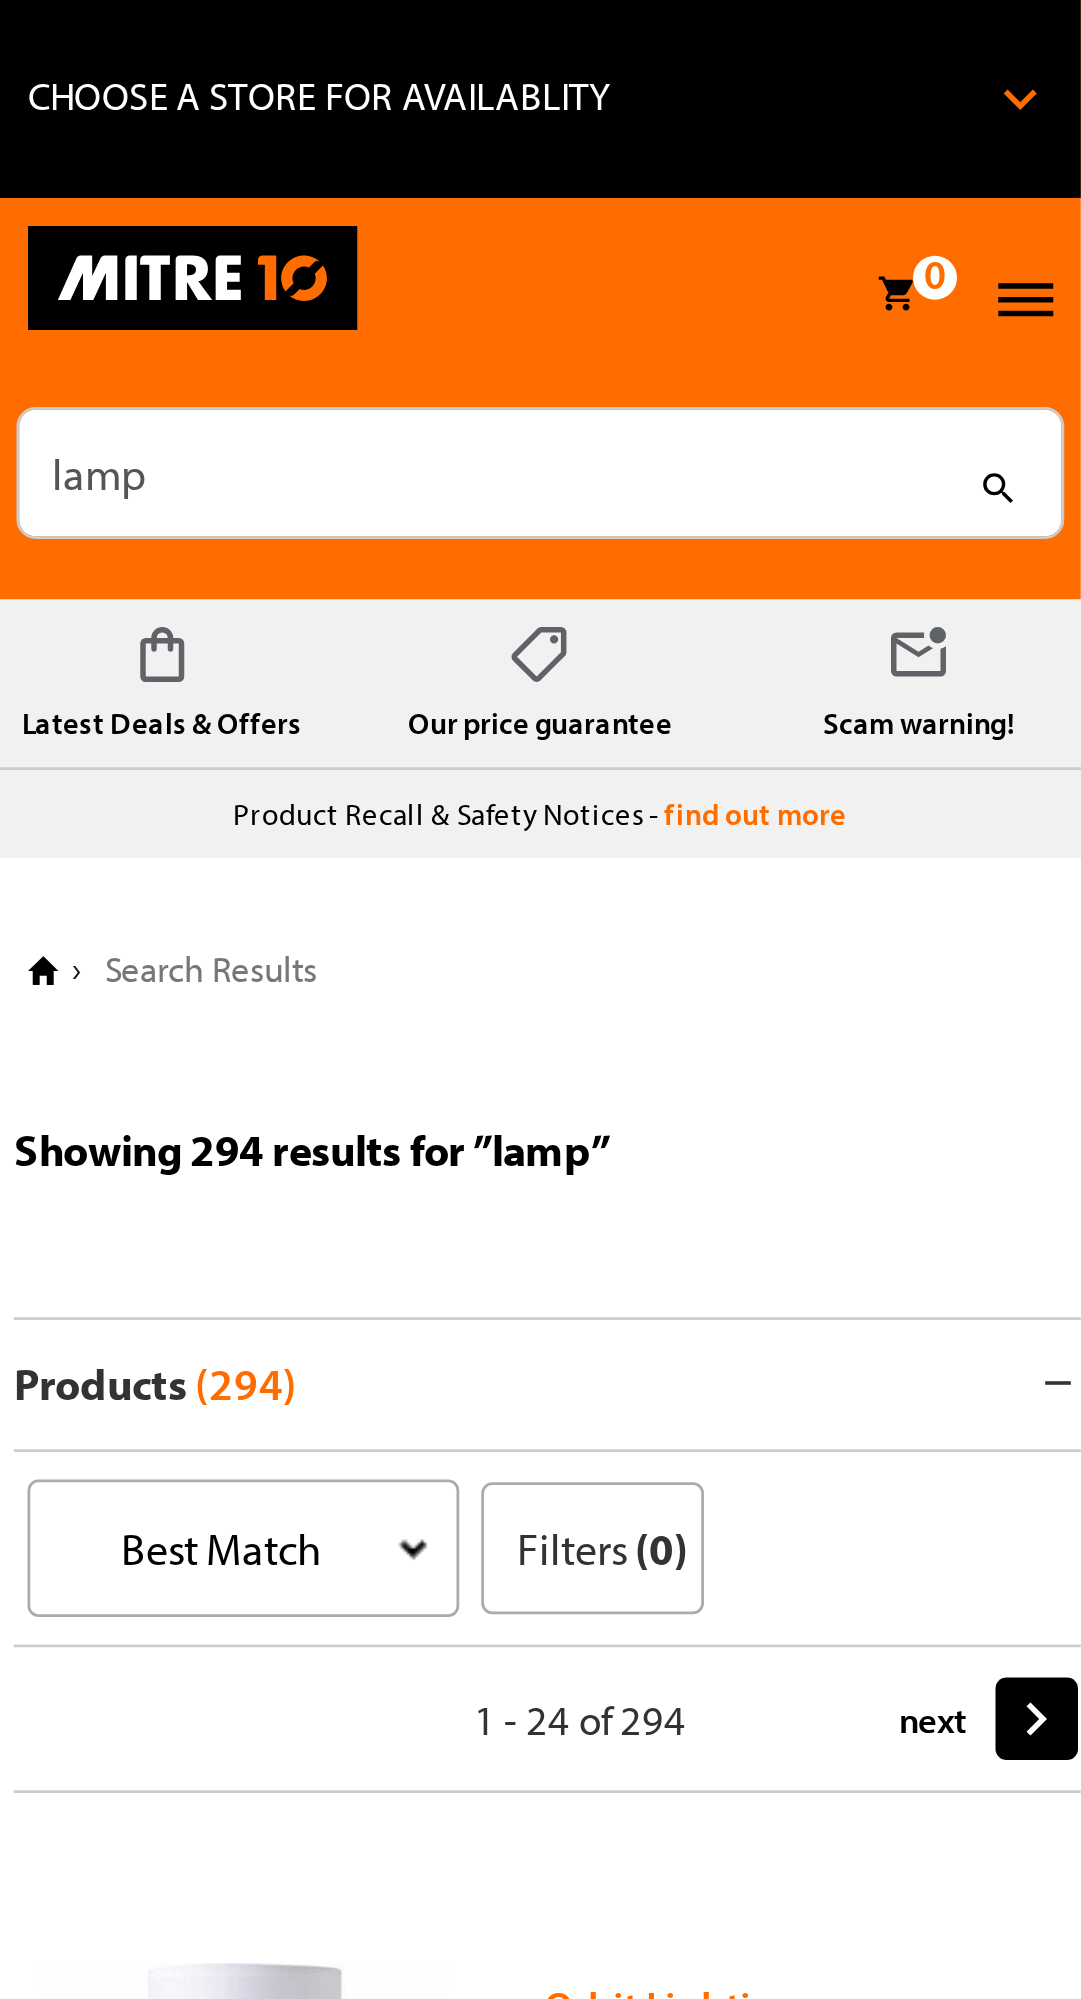 CHOOSE A STORE FOR AVAILABLITY
MITRE 10
0
lamp
Latest Deals & Offers
Our price guarantee
Scam warning!
Product Recall & Safety Notices - find out more
› Search Results
Showing 294 results for ”lamp”
Products (294)
Best Match
Filters (0)
1 - 24 of 294
next